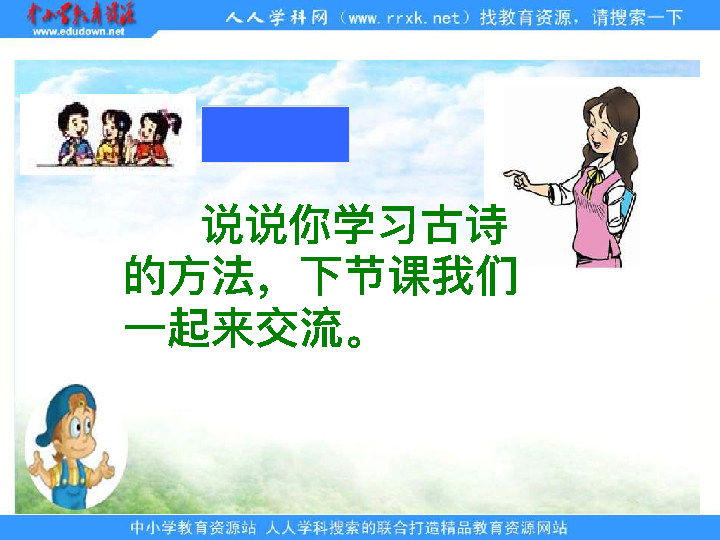 中小学教育资源
www.edudown.net
人人学科网（www.rrxk.net）找教育资源，请搜索一下
说说你学习古诗
的方法，下节课我们
一起来交流。
中小学教育资源站 人人学科搜索的联合打造精品教育资源网站